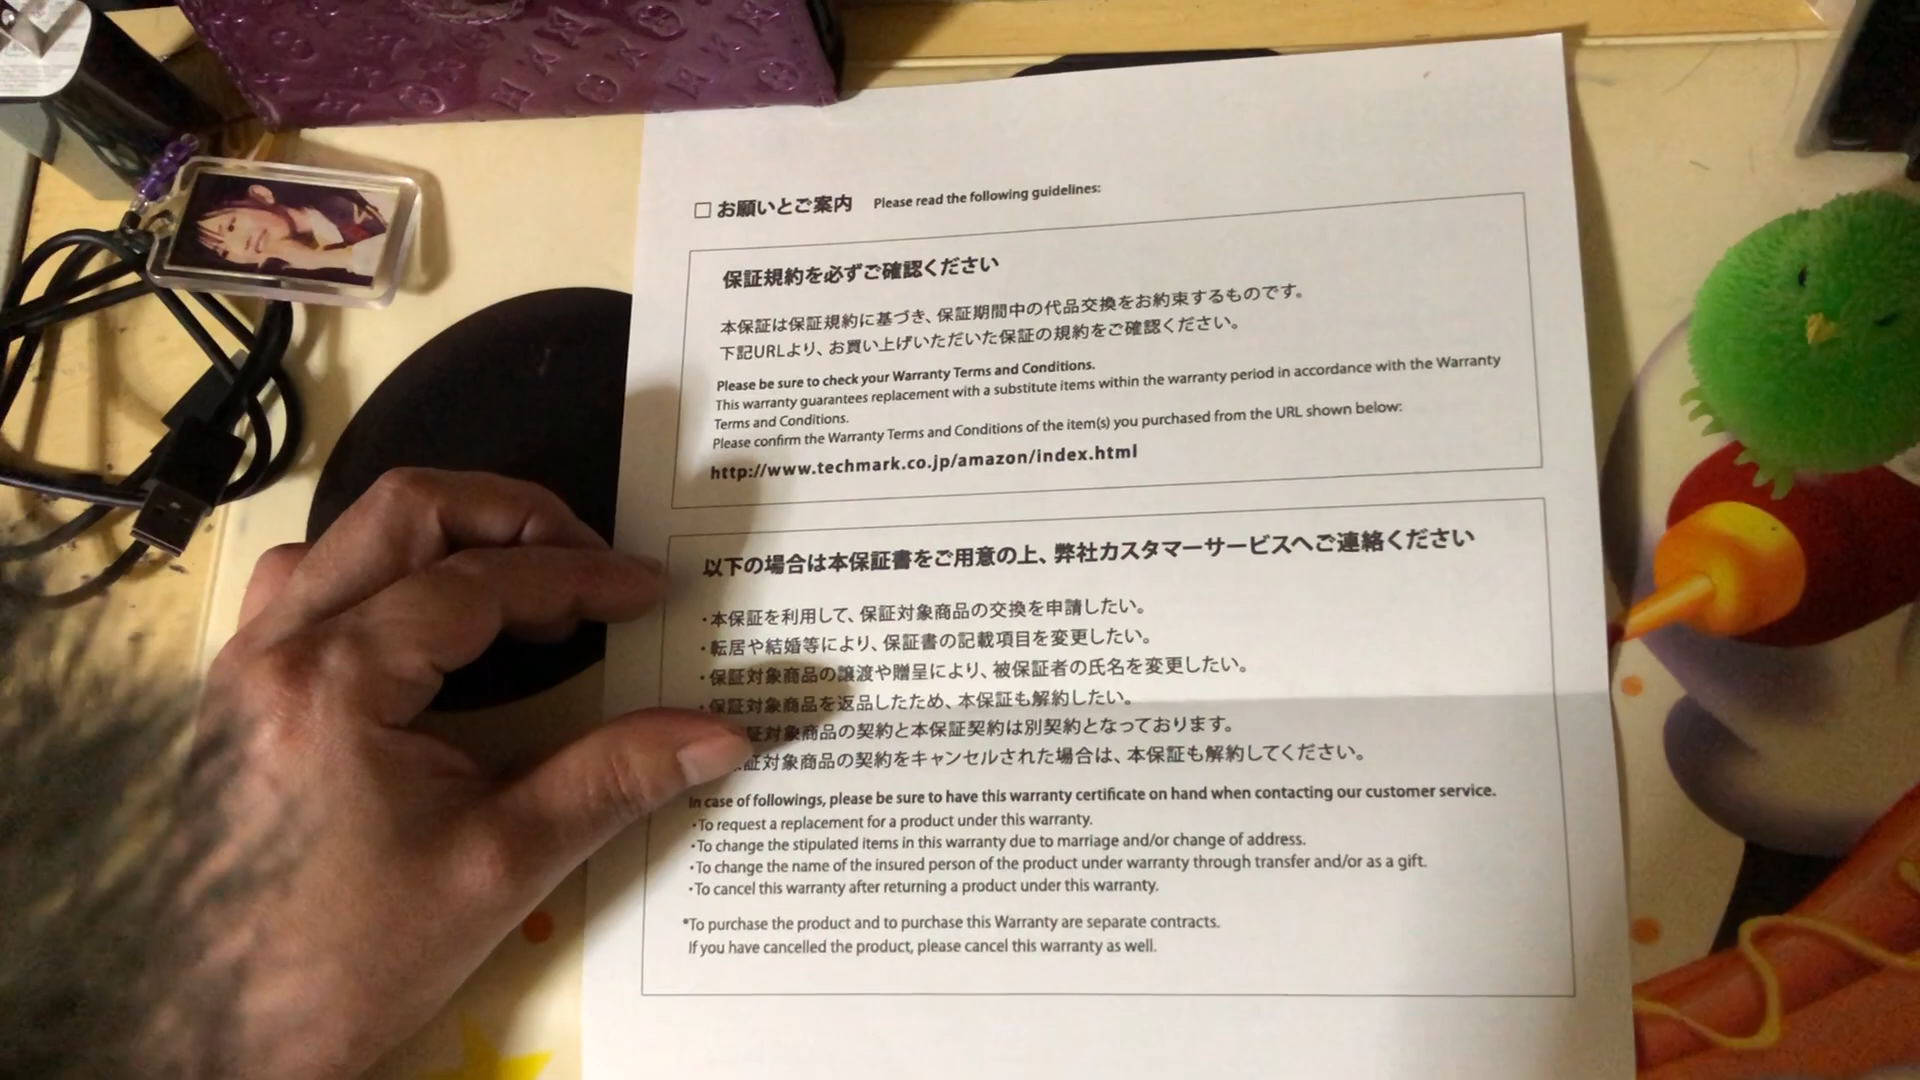 □ お願いとご案内 Please read the following guidelines:
保証規約を必ずご確認ください
本保証は保証規約に基づき、保証期間中の代品交換をお約束するものです。
下記URLより、お買い上げいただいた保証の規約をご確認ください。
Please be sure to check your Warranty Terms and Conditions.
This warranty guarantees replacement with a substitute items within the warranty period in accordance with the Warranty
Terms and Conditions.
Please confirm the Warranty Terms and Conditions of the item(s) you purchased from the URL shown below:
http://www.techmark.co.jp/amazon/index.html
以下の場合は本保証書をご用意の上、弊社カスタマーサービスへご連絡ください
・本保証を利用して、保証対象商品の交換を申請したい。
・転居や結婚等により、保証書の記載項目を変更したい。
・保証対象商品の譲渡や贈呈により、被保証者の氏名を変更したい。
・保証対象商品を返品したため、本保証も解約したい。
証対象商品の契約と本保証契約は別契約となっております。
証対象商品の契約をキャンセルされた場合は、本保証も解約してください。
In case of followings, please be sure to have this warranty certificate on hand when contacting our customer service.
・To request a replacement for a product under this warranty.
・To change the stipulated items in this warranty due to marriage and/or change of address.
・To change the name of the insured person of the product under warranty through transfer and/or as a gift.
・To cancel this warranty after returning a product under this warranty.
*To purchase the product and to purchase this Warranty are separate contracts.
If you have cancelled the product, please cancel this warranty as well.